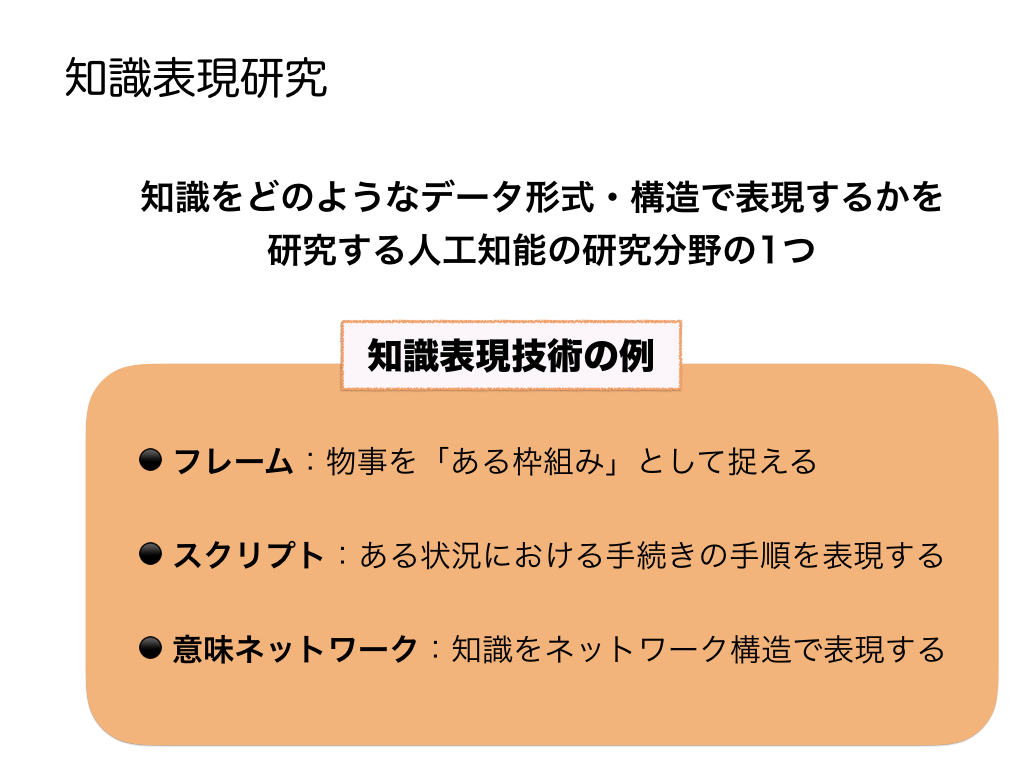 知識表現研究
知識をどのようなデータ形式・構造で表現するかを
研究する人工知能の研究分野の1つ
知識表現技術の例
● フレーム：物事を「ある枠組み」として捉える
● スクリプト：ある状況における手続きの手順を表現する
● 意味ネットワーク：知識をネットワーク構造で表現する